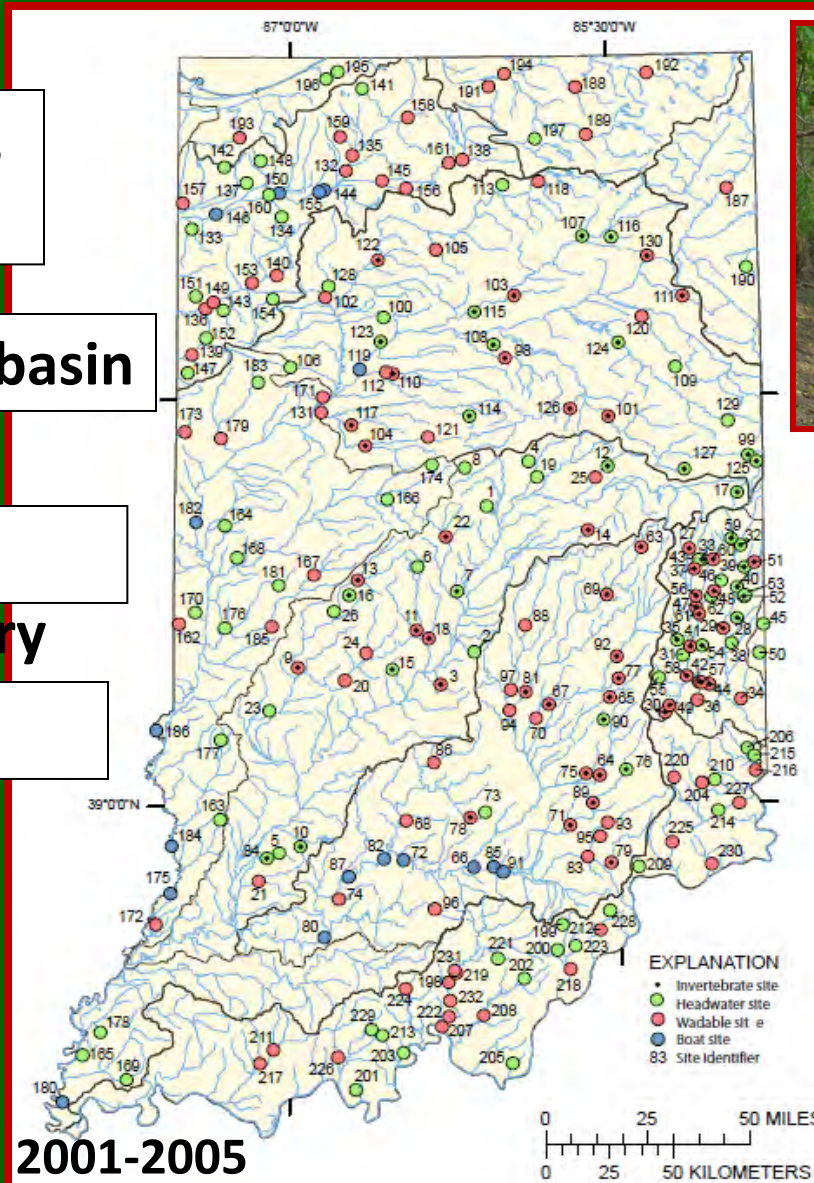 87°0'0"W 85°30'0"W
195 194 192
196 141 191 188
158
193 159 189
142 148 135 161 138 197
137 150 132 145
157 160 155 144 156 113 118 187
146 134
133 107 116
122 105 130
151 149 153 140 128 103 111 190
136 143 154 102 100 115 120
152 123 108 98 124
139 119
basin
147 183 106 112 110 109
171
131 117 114 126 101 129
173 179 104 121
174 8 4 19 12 25 127 99 125
166 1 17
182 164 22 14 63 59 32
168 6 27 33 60 51
167 13 43 37 39
181 16 7 69 46 40 53
170 26 56 48 52
162 176 185 11 18 88 47 62 45
ry
24 2 92 35 41 29 28
9 15 31 54 38 50
20 3 97 81 77 58 42 57
23 67 65 55 44 34
94 70 30 49 36
186 90
177 86 206
76 215
75 64 220 210 216
39°0'0"N 204
163 73 89 227
68 78 71 93 214
184 10 95 225
84 5 82 72 66 85 91 83 79 209 230
175 87
21 74
172 96
80 199 212 228
221 200 223
EXPLANATION
231 219 202 218
Invertebrate site
198
224
Headwater site
232
Wadable sit e
178 222 208
229
Boat site
165 211 213 207
83 Site Identifier
226 203
169 217 205
180 201
0 25 50 MILES
2001-2005
0 25 50 KILOMETERS